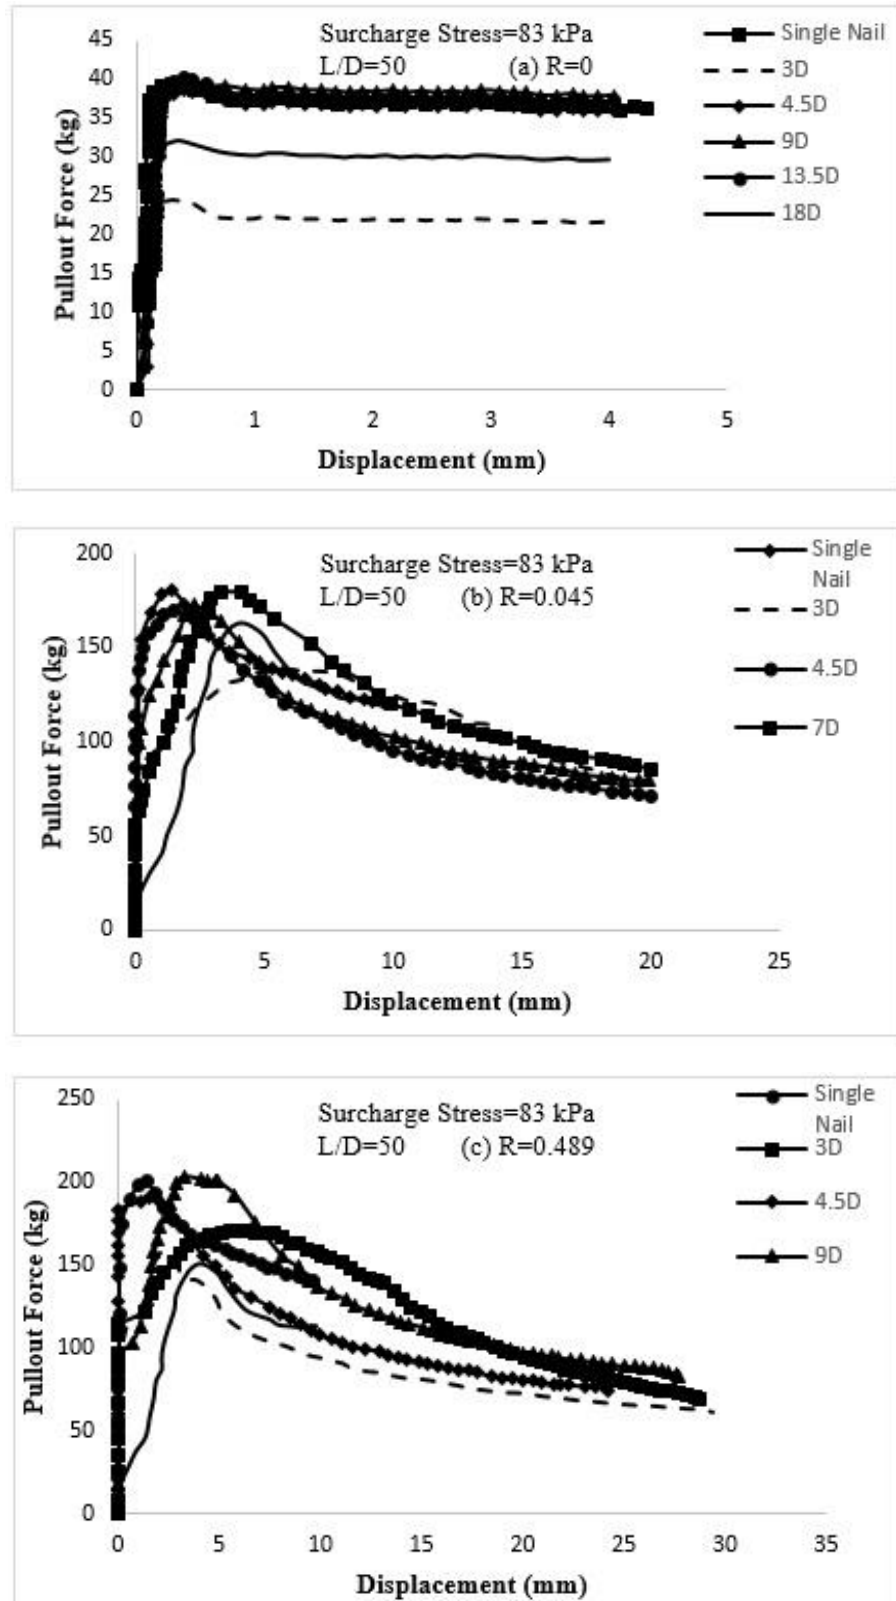 Surcharge Stress=83 kPa
L/D=50 (a) R=0
Pullout Force (kg)
45
40
35
30
25
20
15
10
5
0
0 1 2 3 4 5
Displacement (mm)
Single Nail
3D
4.5D
9D
13.5D
18D
Surcharge Stress=83 kPa
L/D=50 (b) R=0.045
Pullout Force (kg)
200
150
100
50
0
0 5 10 15 20 25
Displacement (mm)
Single
Nail
3D
4.5D
7D
Surcharge Stress=83 kPa
L/D=50 (c) R=0.489
Pullout Force (kg)
250
200
150
100
50
0
0 5 10 15 20 25 30 35
Displacement (mm)
Single
Nail
3D
4.5D
9D